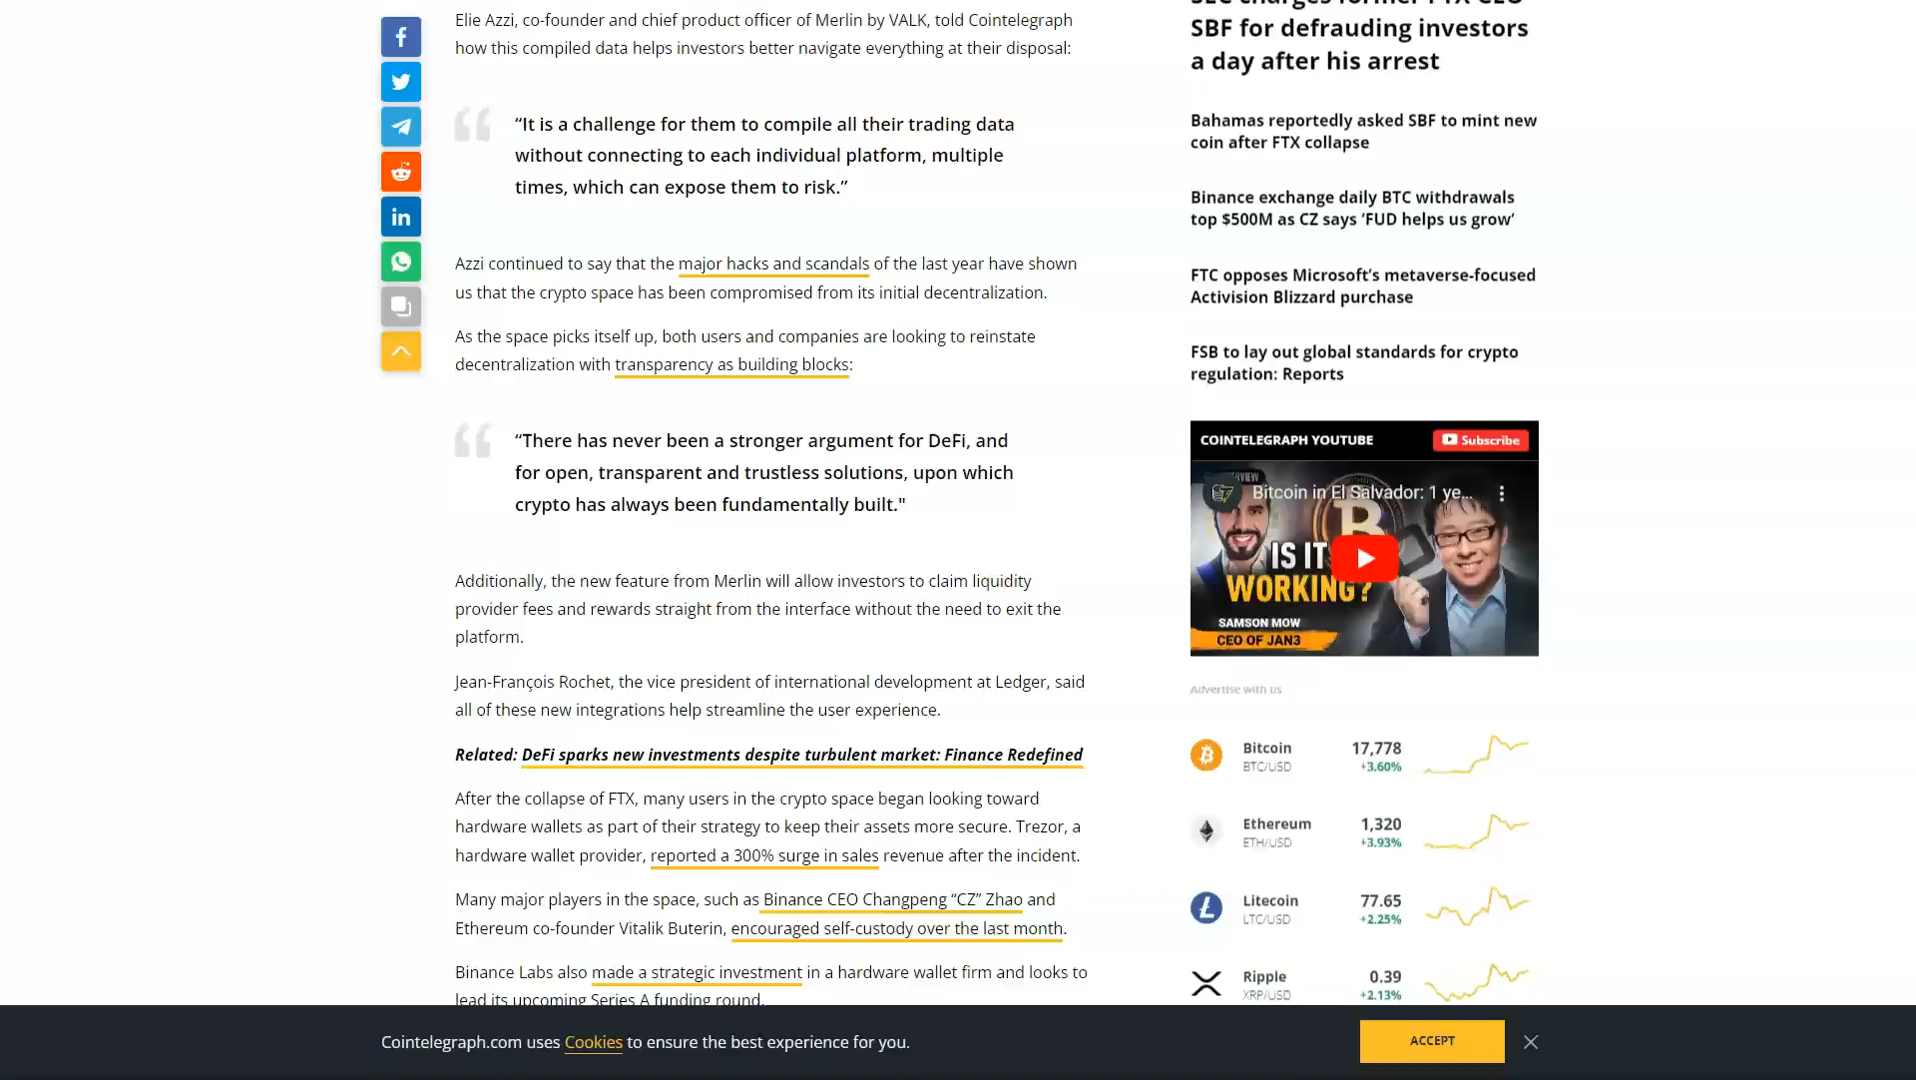 Elie Azzi, co-founder and chief product officer of Merlin by VALK, told Cointelegraph
how this compiled data helps investors better navigate everything at their disposal:
“It is a challenge for them to compile all their trading data
without connecting to each individual platform, multiple
times, which can expose them to risk.”
Azzi continued to say that the major hacks and scandals of the last year have shown
us that the crypto space has been compromised from its initial decentralization.
As the space picks itself up, both users and companies are looking to reinstate
decentralization with transparency as building blocks:
“There has never been a stronger argument for DeFi, and
for open, transparent and trustless solutions, upon which
crypto has always been fundamentally built."
Additionally, the new feature from Merlin will allow investors to claim liquidity
provider fees and rewards straight from the interface without the need to exit the
platform.
Jean-François Rochet, the vice president of international development at Ledger, said
all of these new integrations help streamline the user experience.
Related: DeFi sparks new investments despite turbulent market: Finance Redefined
After the collapse of FTX, many users in the crypto space began looking toward
hardware wallets as part of their strategy to keep their assets more secure. Trezor, a
hardware wallet provider, reported a 300% surge in sales revenue after the incident.
Many major players in the space, such as Binance CEO Changpeng “CZ” Zhao and
Ethereum co-founder Vitalik Buterin, encouraged self-custody over the last month.
Binance Labs also made a strategic investment in a hardware wallet firm and looks to
lead its upcoming Series A funding round.
SEC charges former FTX CEO
SBF for defrauding investors
a day after his arrest
Bahamas reportedly asked SBF to mint new
coin after FTX collapse
Binance exchange daily BTC withdrawals
top $500M as CZ says ‘FUD helps us grow’
FTC opposes Microsoft’s metaverse-focused
Activision Blizzard purchase
FSB to lay out global standards for crypto
regulation: Reports
COINTELEGRAPH YOUTUBE
Subscribe
Bitcoin in El Salvador: 1 ye...
IS IT
WORKING?
SAMSON MOW
CEO OF JAN3
Advertise with us
Bitcoin 17,778
BTC/USD +3.60%
Ethereum 1,320
ETH/USD +3.93%
Litecoin 77.65
LTC/USD +2.25%
Ripple 0.39
XRP/USD +2.13%
Cointelegraph.com uses Cookies to ensure the best experience for you.
ACCEPT